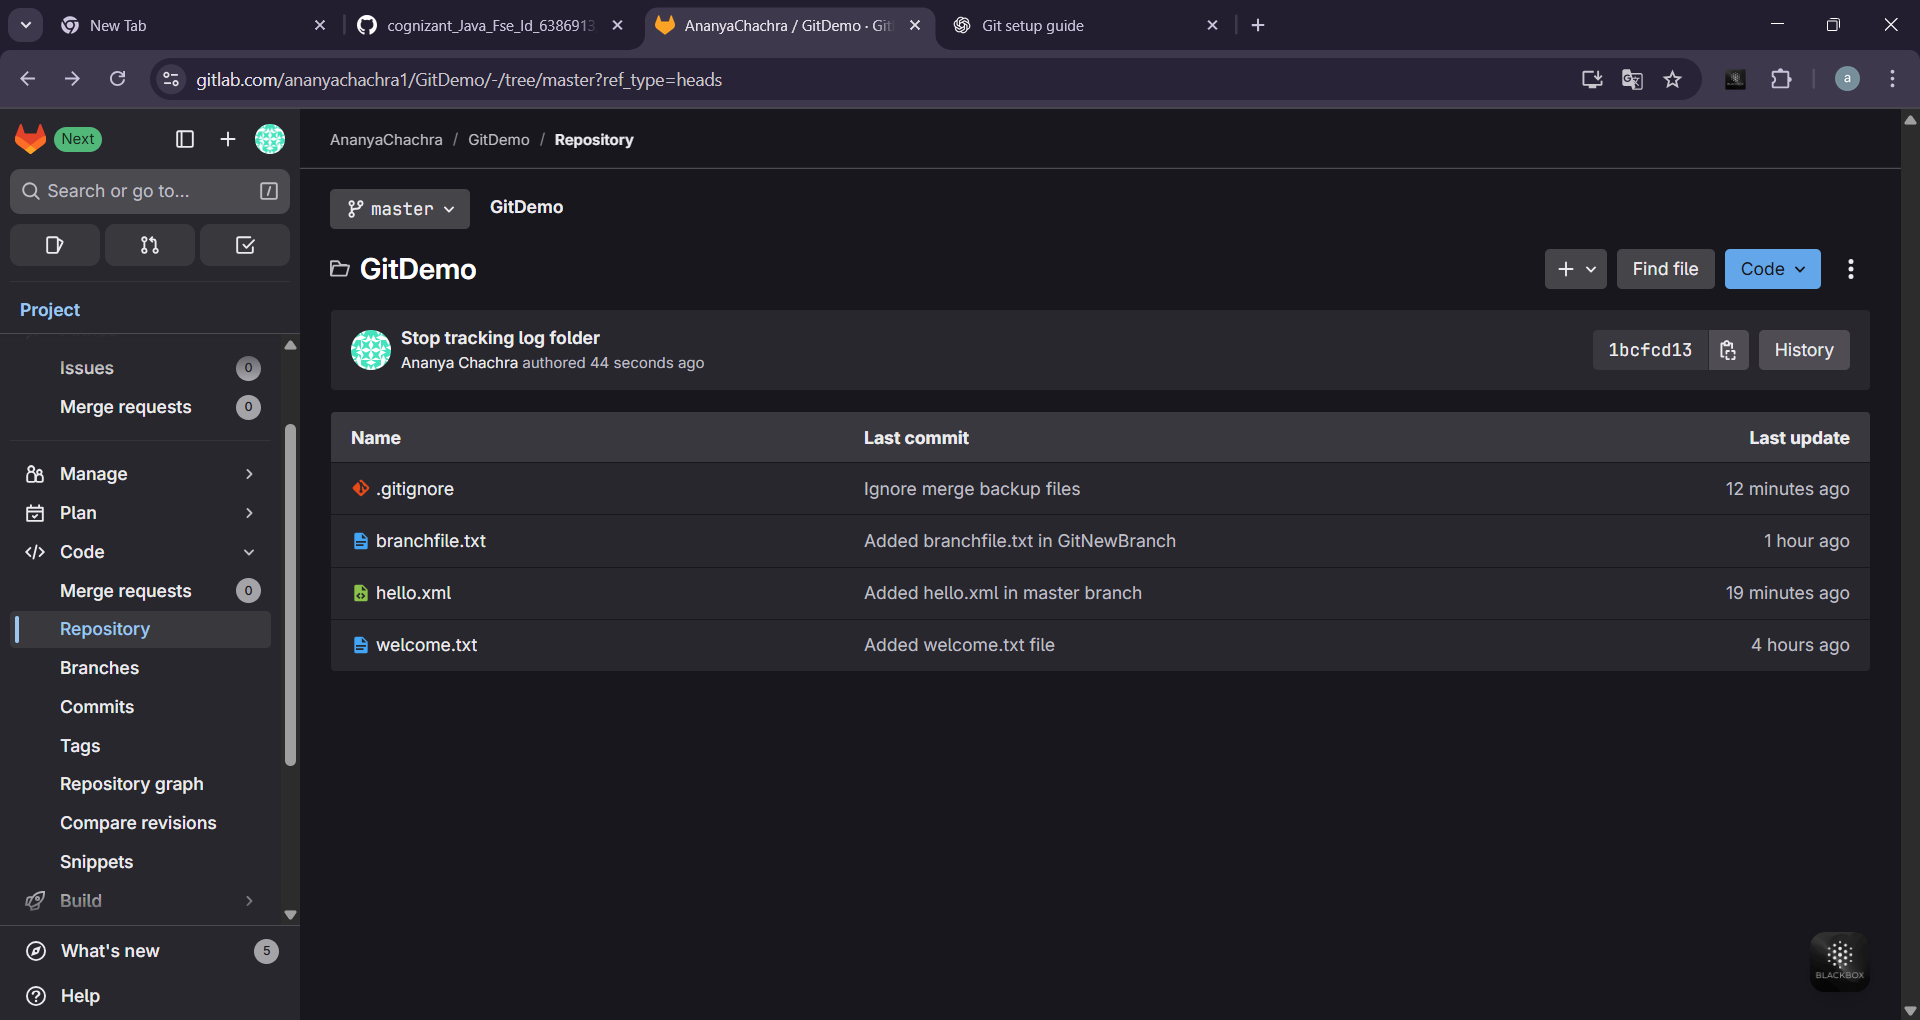 New Tab
cognizant_Java_Fse_Id_6386913
AnanyaChachra / GitDemo · Git
Git setup guide
gitlab.com/ananyachachra1/GitDemo/-/tree/master?ref_type=heads
a
Next
Search or go to...
/
Project
Issues 0
Merge requests 0
Manage
Plan
Code
Merge requests 0
Repository
Branches
Commits
Tags
Repository graph
Compare revisions
Snippets
Build
What's new 5
Help
AnanyaChachra / GitDemo / Repository
master GitDemo
GitDemo
Find file
Code
Stop tracking log folder
Ananya Chachra authored 44 seconds ago
1bcfcd13
History
Name Last commit Last update
.gitignore Ignore merge backup files 12 minutes ago
branchfile.txt Added branchfile.txt in GitNewBranch 1 hour ago
hello.xml Added hello.xml in master branch 19 minutes ago
welcome.txt Added welcome.txt file 4 hours ago
BLACKBOX